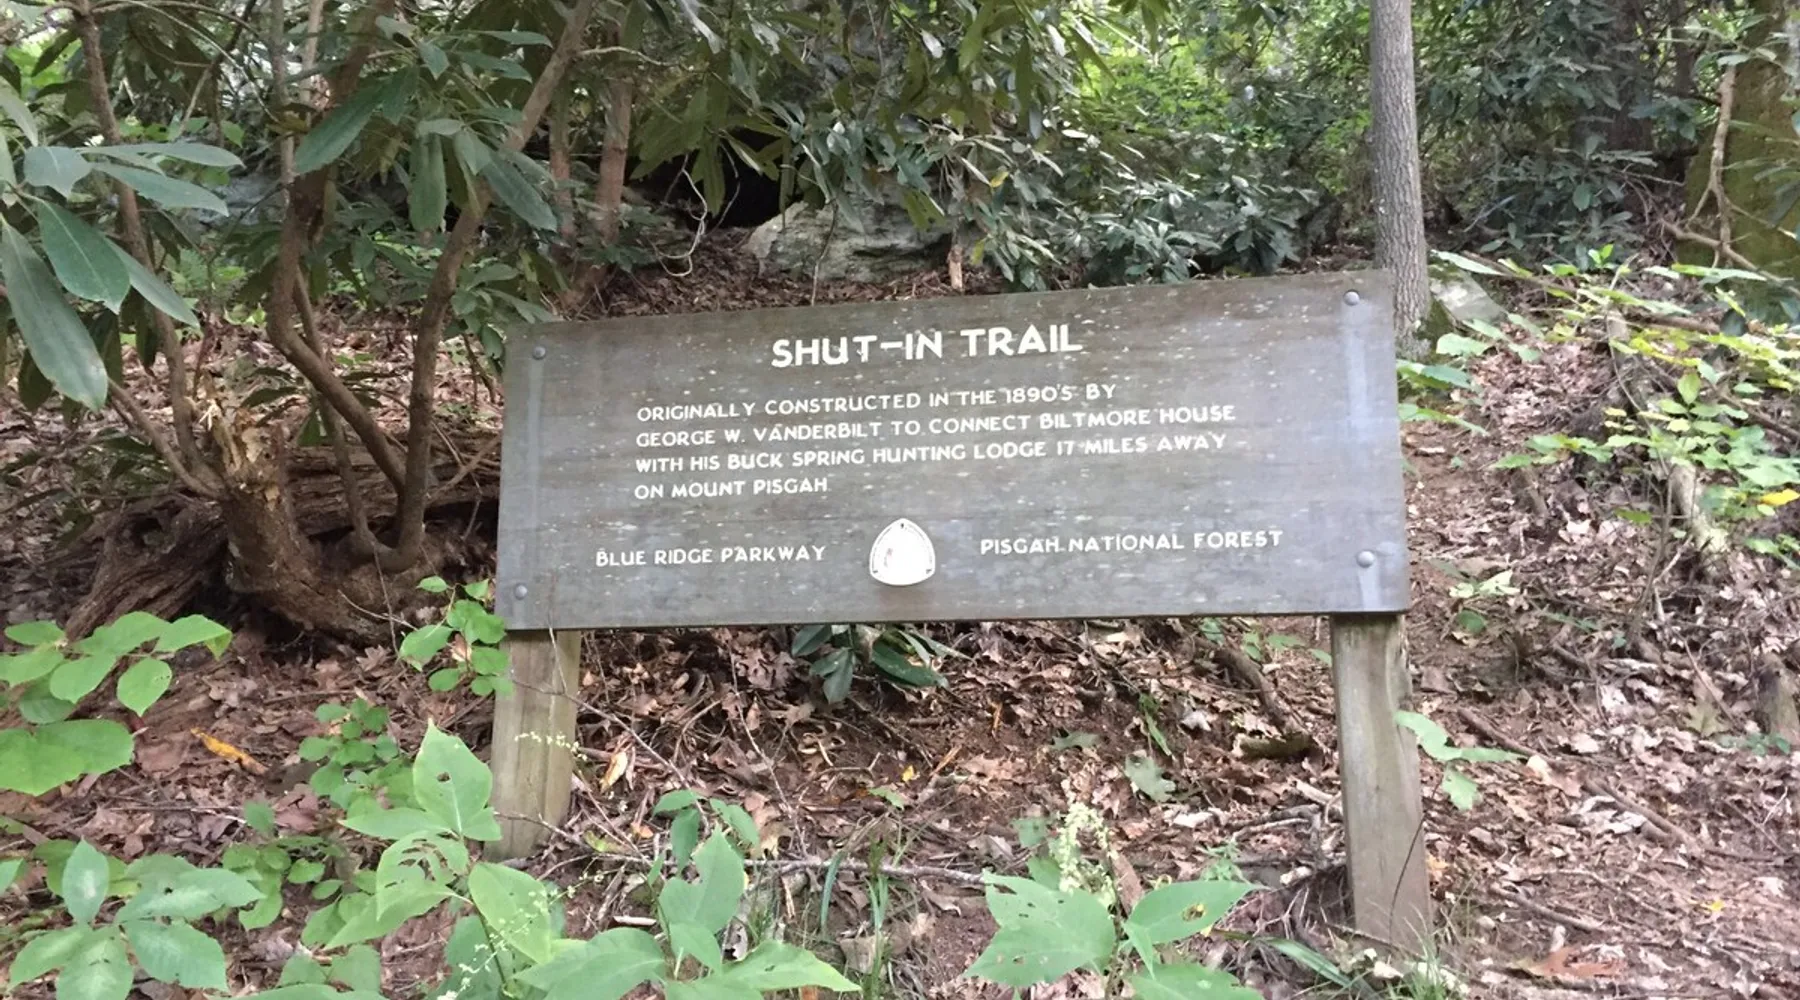 SHUT-IN TRAIL
ORIGINALLY CONSTRUCTED IN THE 1890'S BY
GEORGE W. VANDERBILT TO CONNECT BILTMORE HOUSE
WITH HIS BUCK SPRING HUNTING LODGE 17 MILES AWAY
ON MOUNT PISGAH
BLUE RIDGE PARKWAY
PISGAH NATIONAL FOREST